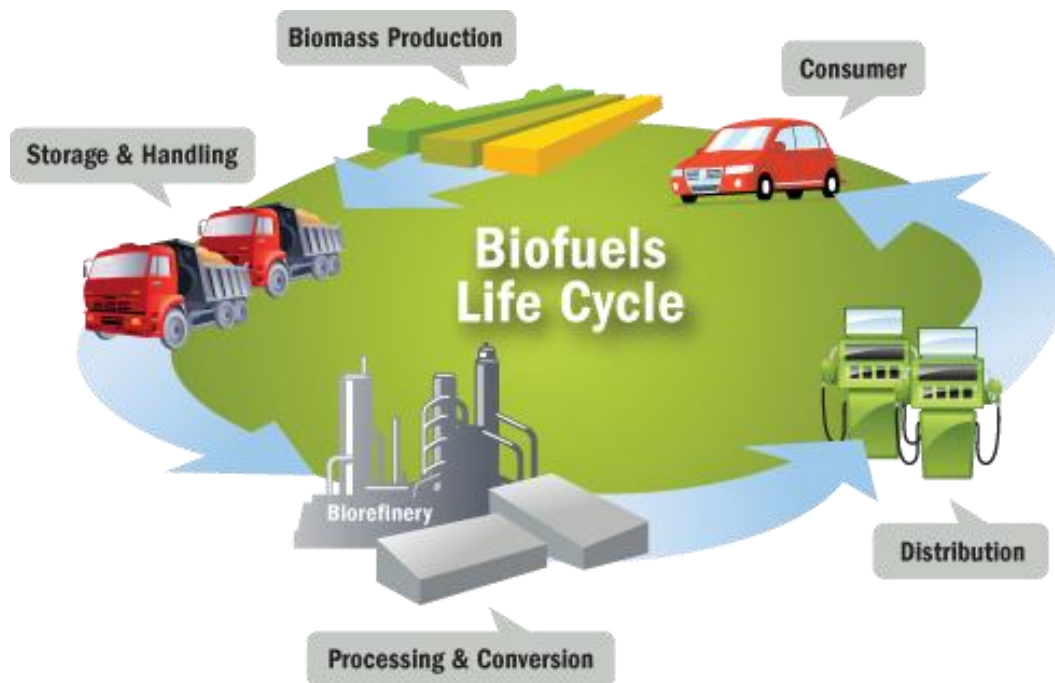 Biomass Production
Consumer
Storage & Handling
Biofuels
Life Cycle
Biorefinery
Distribution
Processing & Conversion